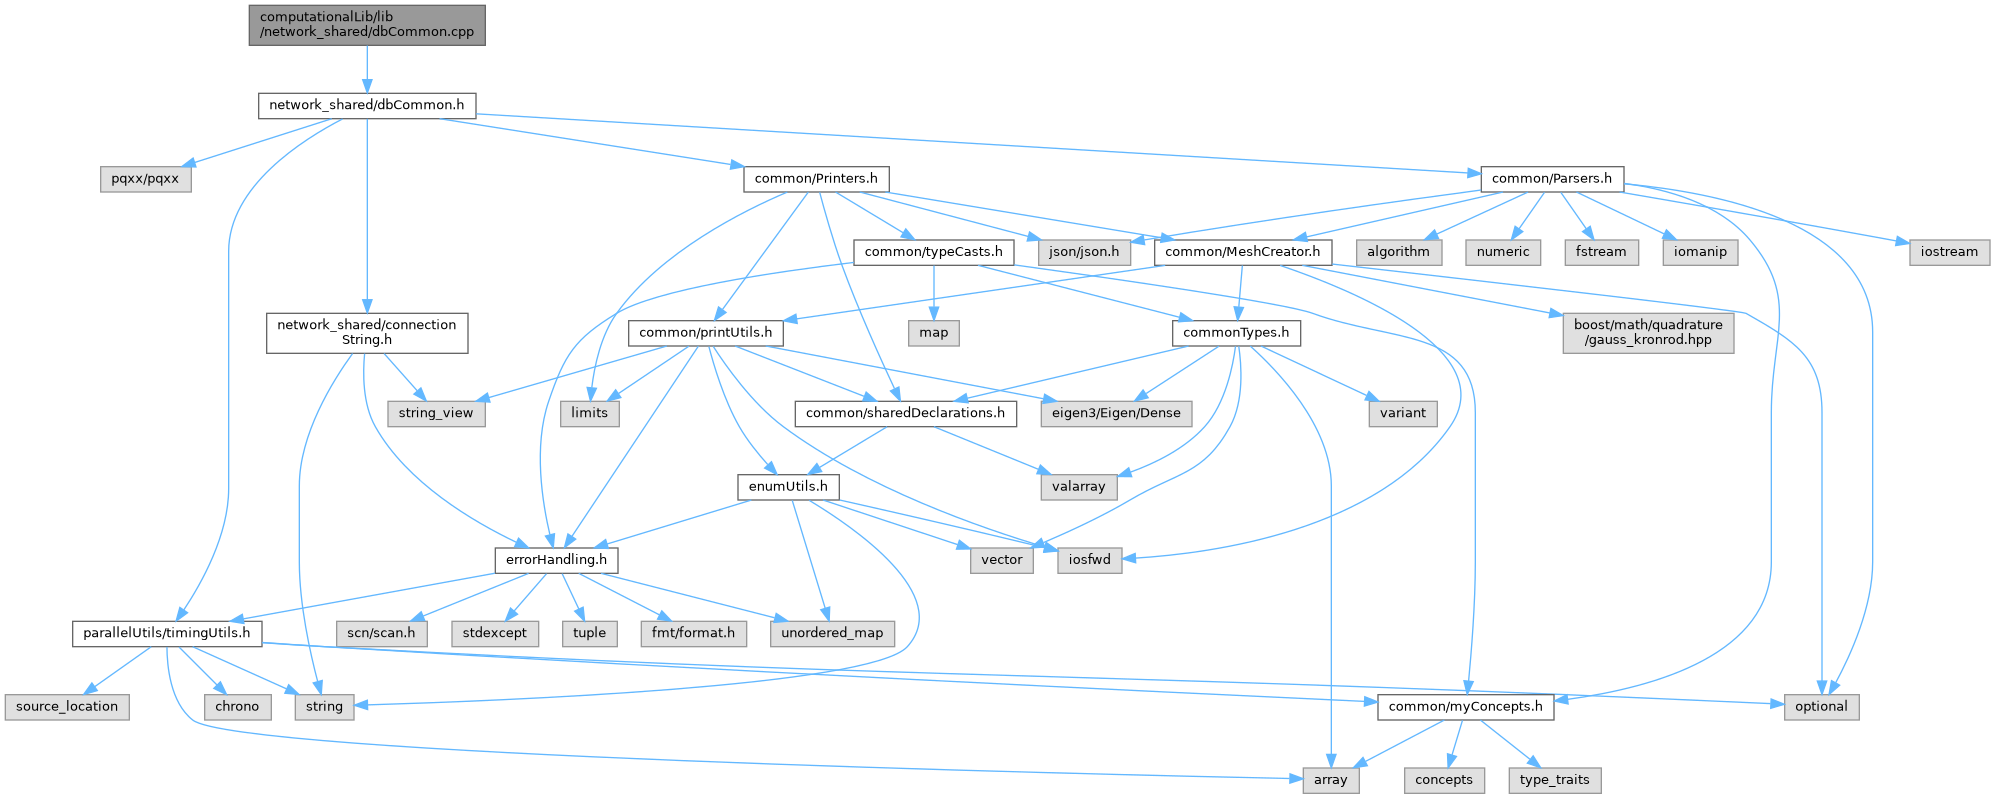 computationalLib/lib
/network_shared/dbCommon.cpp
network_shared/dbCommon.h
pqxx/pqxx
common/Printers.h
common/Parsers.h
common/typeCasts.h
json/json.h
common/MeshCreator.h
algorithm
numeric
fstream
iomanip
iostream
network_shared/connection
String.h
common/printUtils.h
map
commonTypes.h
boost/math/quadrature
/gauss_kronrod.hpp
string_view
limits
common/sharedDeclarations.h
eigen3/Eigen/Dense
variant
enumUtils.h
valarray
errorHandling.h
vector
iosfwd
parallelUtils/timingUtils.h
scn/scan.h
stdexcept
tuple
fmt/format.h
unordered_map
source_location
chrono
string
common/myConcepts.h
optional
array
concepts
type_traits